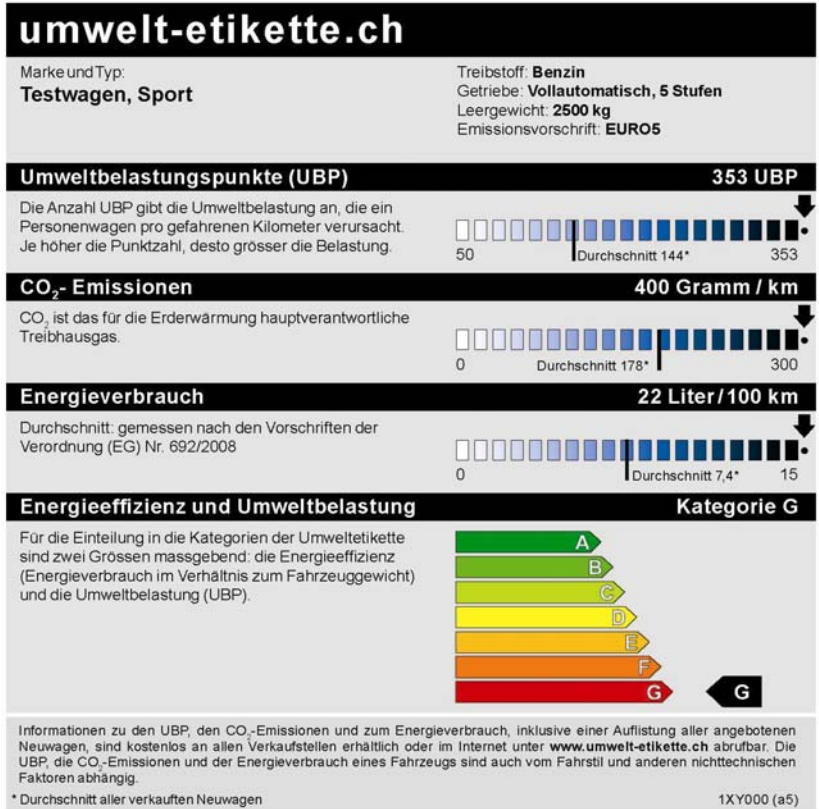 umwelt-etikette.ch
Marke und Typ:
Testwagen, Sport
Treibstoff: Benzin
Getriebe: Vollautomatisch, 5 Stufen
Leergewicht: 2500 kg
Emissionsvorschrift: EURO5
Umweltbelastungspunkte (UBP) 353 UBP
Die Anzahl UBP gibt die Umweltbelastung an, die ein
Personenwagen pro gefahrenen Kilometer verursacht.
Je höher die Punktzahl, desto grösser die Belastung.
50 Durchschnitt 144* 353
CO₂- Emissionen 400 Gramm / km
CO₂ ist das für die Erderwärmung hauptverantwortliche
Treibhausgas.
0 Durchschnitt 178* 300
Energieverbrauch 22 Liter/100 km
Durchschnitt: gemessen nach den Vorschriften der
Verordnung (EG) Nr. 692/2008
0 Durchschnitt 7,4* 15
Energieeffizienz und Umweltbelastung Kategorie G
Für die Einteilung in die Kategorien der Umweltetikette
sind zwei Grössen massgebend: die Energieeffizienz
(Energieverbrauch im Verhältnis zum Fahrzeuggewicht)
und die Umweltbelastung (UBP).
A
B
C
D
E
F
G G
Informationen zu den UBP, den CO₂-Emissionen und zum Energieverbrauch, inklusive einer Auflistung aller angebotenen
Neuwagen, sind kostenlos an allen Verkaufstellen erhältlich oder im Internet unter www.umwelt-etikette.ch abrufbar. Die
UBP, die CO₂-Emissionen und der Energieverbrauch eines Fahrzeugs sind auch vom Fahrstil und anderen nichttechnischen
Faktoren abhängig.
* Durchschnitt aller verkauften Neuwagen 1XY000 (a5)